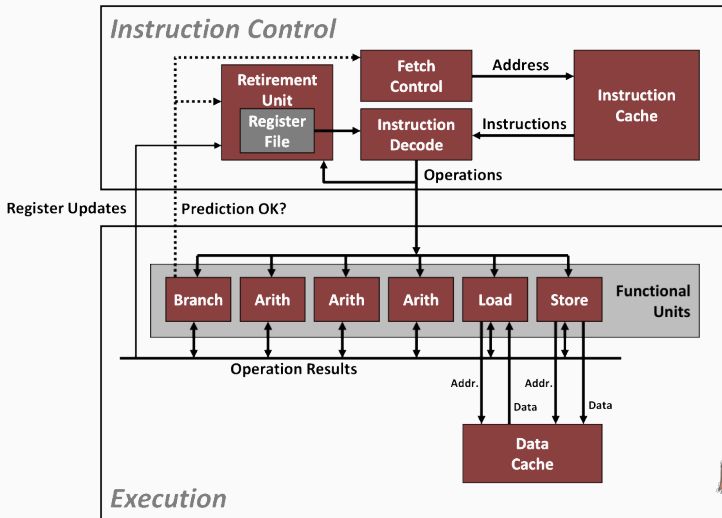 Instruction Control
Fetch
Control
Address
Instruction
Cache
Retirement
Unit
Register
File
Instruction
Decode
Instructions
Operations
Register Updates
Prediction OK?
Branch
Arith
Arith
Arith
Load
Store
Functional
Units
Operation Results
Addr.
Data
Addr.
Data
Data
Cache
Execution